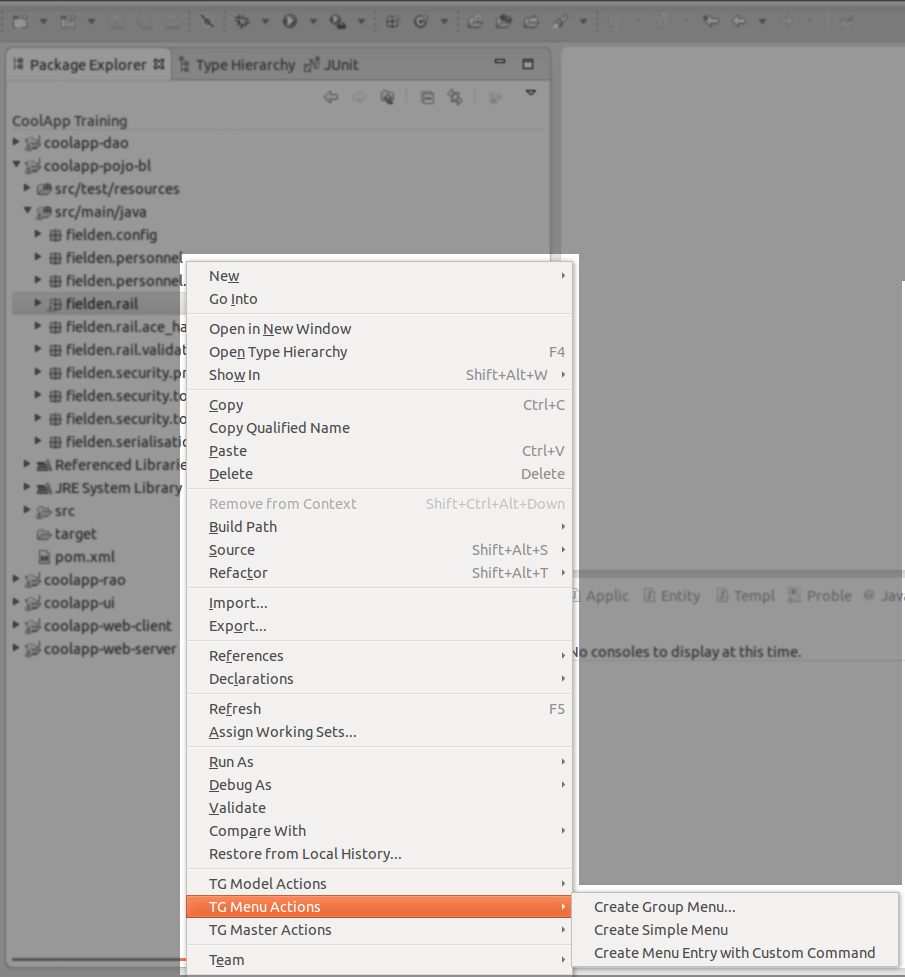 Package Explorer
Type Hierarchy
JUnit
CoolApp Training
coolapp-dao
coolapp-pojo-bl
src/test/resources
src/main/java
fielden.config
fielden.personnel
fielden.personnel.
fielden.rail
fielden.rail.ace_ha
fielden.rail.validat
fielden.security.pr
fielden.security.to
fielden.security.to
fielden.serialisatio
Referenced Librarie
JRE System Library
src
target
pom.xml
coolapp-rao
coolapp-ui
coolapp-web-client
coolapp-web-server
New
Go Into
Open in New Window
Open Type Hierarchy F4
Show In Shift+Alt+W
Copy Ctrl+C
Copy Qualified Name
Paste Ctrl+V
Delete Delete
Remove from Context Shift+Ctrl+Alt+Down
Build Path
Source Shift+Alt+S
Refactor Shift+Alt+T
Import...
Export...
References
Declarations
Refresh F5
Assign Working Sets...
Run As
Debug As
Validate
Compare With
Restore from Local History...
TG Model Actions
TG Menu Actions
TG Master Actions
Team
Create Group Menu...
Create Simple Menu
Create Menu Entry with Custom Command
Applic
Entity
Templ
Proble
Java
No consoles to display at this time.